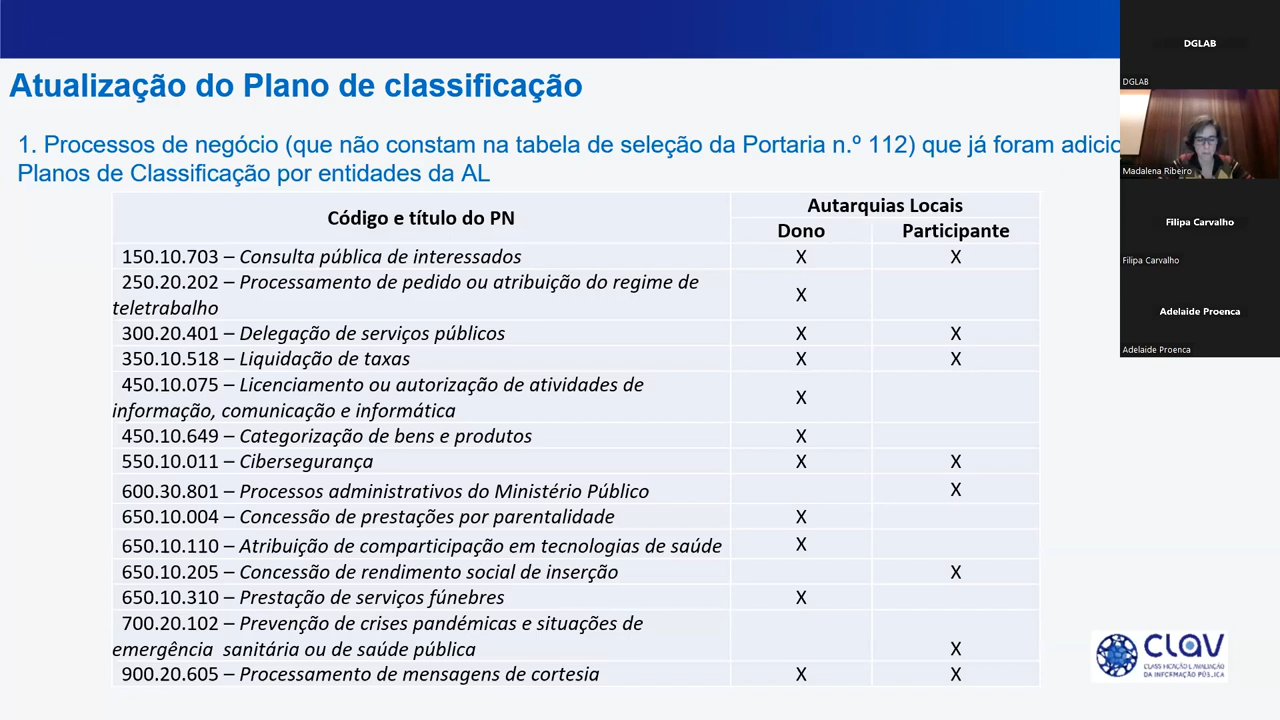 Atualização do Plano de classificação
1. Processos de negócio (que não constam na tabela de seleção da Portaria n.º 112) que já foram adicio
Planos de Classificação por entidades da AL
Código e título do PN
Autarquias Locais
Dono Participante
150.10.703 – Consulta pública de interessados X X
250.20.202 – Processamento de pedido ou atribuição do regime de
teletrabalho X
300.20.401 – Delegação de serviços públicos X X
350.10.518 – Liquidação de taxas X X
450.10.075 – Licenciamento ou autorização de atividades de
informação, comunicação e informática X
450.10.649 – Categorização de bens e produtos X
550.10.011 – Cibersegurança X X
600.30.801 – Processos administrativos do Ministério Público X
650.10.004 – Concessão de prestações por parentalidade X
650.10.110 – Atribuição de comparticipação em tecnologias de saúde X
650.10.205 – Concessão de rendimento social de inserção X
650.10.310 – Prestação de serviços fúnebres X
700.20.102 – Prevenção de crises pandémicas e situações de
emergência sanitária ou de saúde pública X
900.20.605 – Processamento de mensagens de cortesia X X
CLAV
CLASSIFICAÇÃO E AVALIAÇÃO
DA INFORMAÇÃO PÚBLICA
DGLAB
DGLAB
Madalena Ribeiro
Filipa Carvalho
Filipa Carvalho
Adelaide Proenca
Adelaide Proenca